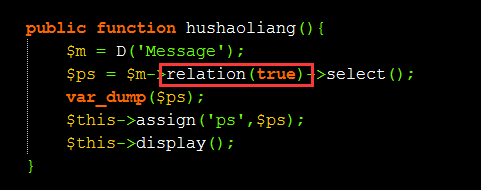 public function hushaoliang(){
$m = D('Message');
$ps = $m->relation(true)->select();
var_dump($ps);
$this->assign('ps',$ps);
$this->display();
}